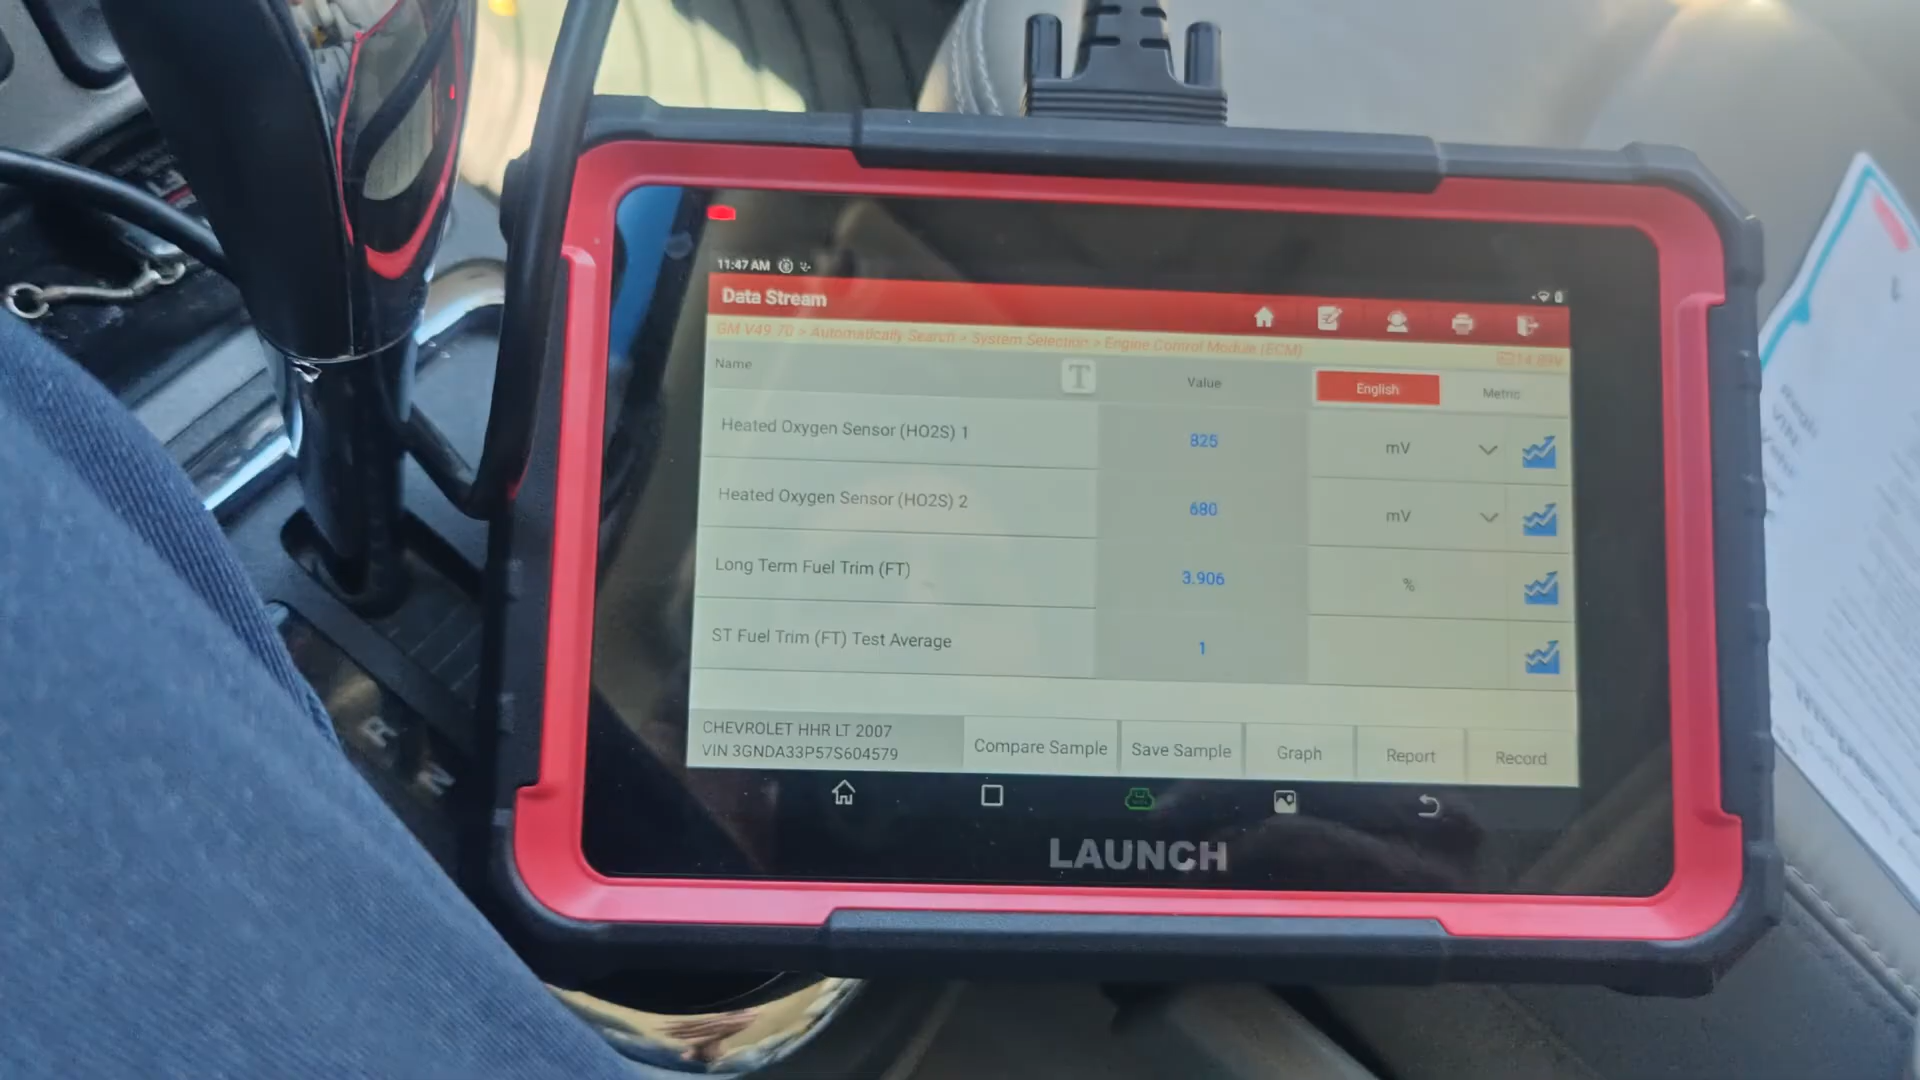 11:47 AM
Data Stream
GM V49.70 > Automatically Search > System Selection > Engine Control Module (ECM)
Name
T
Value
English
Metric
Heated Oxygen Sensor (HO2S) 1
825
mV
Heated Oxygen Sensor (HO2S) 2
680
mV
Long Term Fuel Trim (FT)
3.906
%
ST Fuel Trim (FT) Test Average
1
CHEVROLET HHR LT 2007
VIN 3GNDA33P57S604579
Compare Sample
Save Sample
Graph
Report
Record
LAUNCH
R
N
VIN